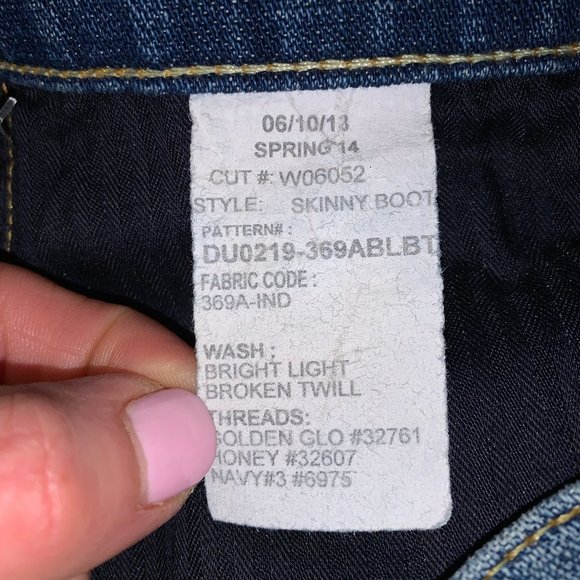 06/10/13
SPRING 14
CUT #: W06052
STYLE: SKINNY BOOT
PATTERN# :
DU0219-369ABLBT
FABRIC CODE :
369A-IND
WASH :
BRIGHT LIGHT
BROKEN TWILL
THREADS:
GOLDEN GLO #32761
HONEY #32607
NAVY#3 #6975